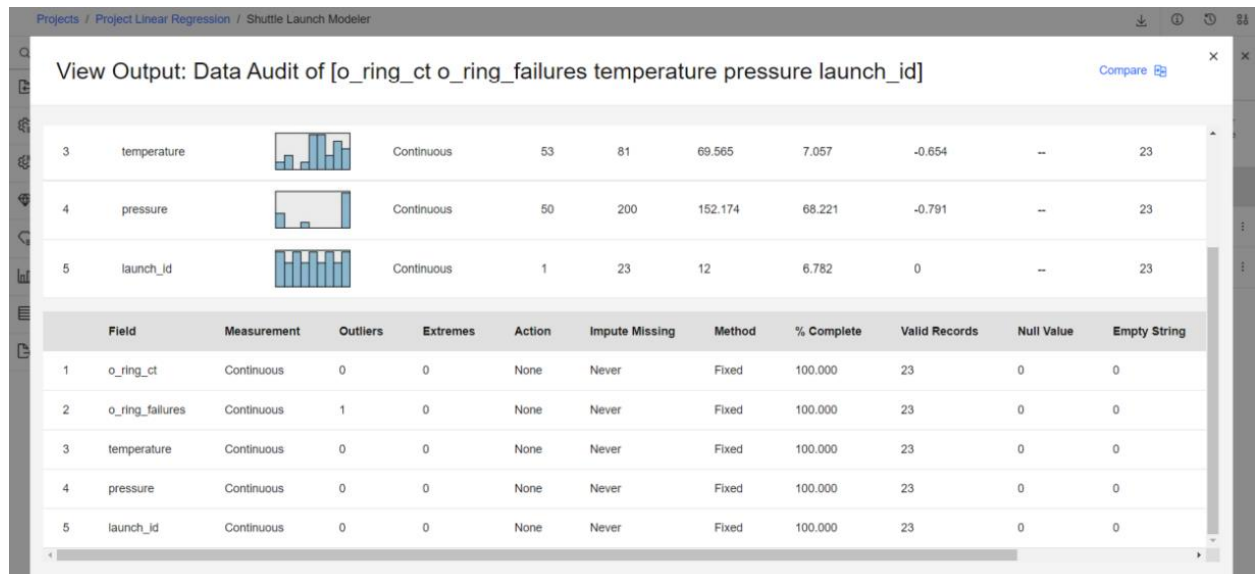 Projects / Project Linear Regression / Shuttle Launch Modeler
View Output: Data Audit of [o_ring_ct o_ring_failures temperature pressure launch_id]
Compare
3 temperature Continuous 53 81 69.565 7.057 -0.654 -- 23
4 pressure Continuous 50 200 152.174 68.221 -0.791 -- 23
5 launch_id Continuous 1 23 12 6.782 0 -- 23
Field Measurement Outliers Extremes Action Impute Missing Method % Complete Valid Records Null Value Empty String
1 o_ring_ct Continuous 0 0 None Never Fixed 100.000 23 0 0
2 o_ring_failures Continuous 1 0 None Never Fixed 100.000 23 0 0
3 temperature Continuous 0 0 None Never Fixed 100.000 23 0 0
4 pressure Continuous 0 0 None Never Fixed 100.000 23 0 0
5 launch_id Continuous 0 0 None Never Fixed 100.000 23 0 0